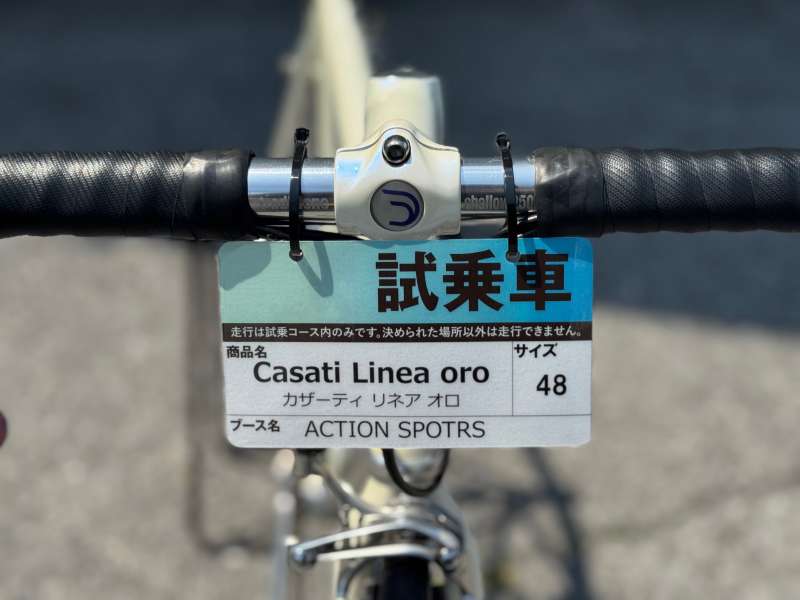 試乗車
走行は試乗コース内のみです。決められた場所以外は走行できません。
商品名
Casati Linea oro
カザーティ リネア オロ
サイズ
48
ブース名
ACTION SPOTRS